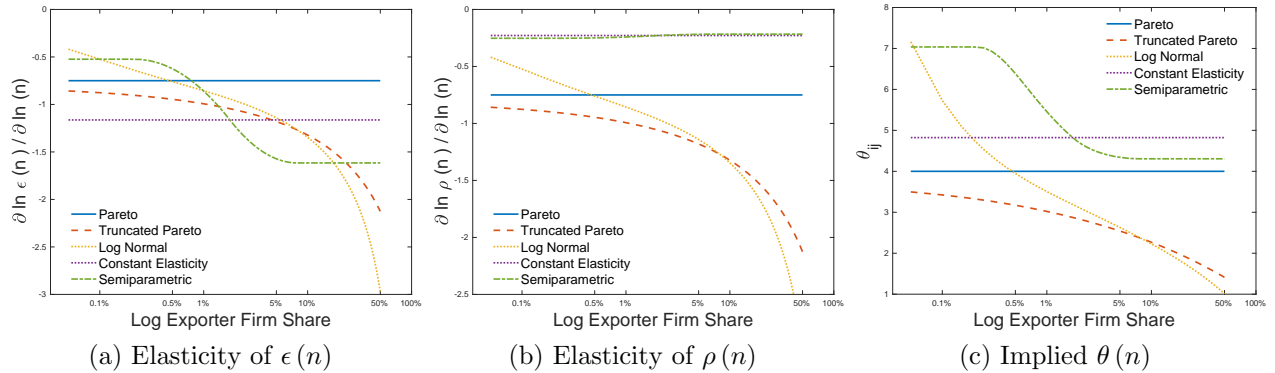 0
-0.5
-1
-1.5
-2
-2.5
-3
∂ ln ϵ (n) / ∂ ln (n)
Pareto
Truncated Pareto
Log Normal
Constant Elasticity
Semiparametric
0.1% 0.5% 1% 5% 10% 50% 100%
Log Exporter Firm Share
(a) Elasticity of ϵ (n)
0
-0.5
-1
-1.5
-2
-2.5
∂ ln ρ (n) / ∂ ln (n)
Pareto
Truncated Pareto
Log Normal
Constant Elasticity
Semiparametric
0.1% 0.5% 1% 5% 10% 50% 100%
Log Exporter Firm Share
(b) Elasticity of ρ (n)
8
7
6
5
4
3
2
1
θij
Pareto
Truncated Pareto
Log Normal
Constant Elasticity
Semiparametric
0.1% 0.5% 1% 5% 10% 50% 100%
Log Exporter Firm Share
(c) Implied θ (n)